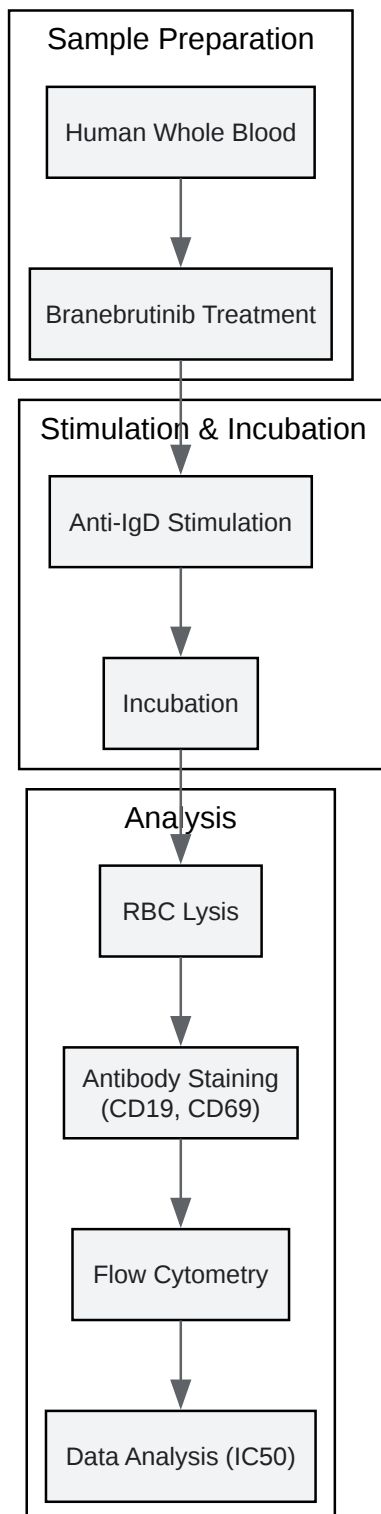 Sample Preparation
Human Whole Blood
Branebrutinib Treatment
Stimulation & Incubation
Anti-IgD Stimulation
Incubation
Analysis
RBC Lysis
Antibody Staining
(CD19, CD69)
Flow Cytometry
Data Analysis (IC50)